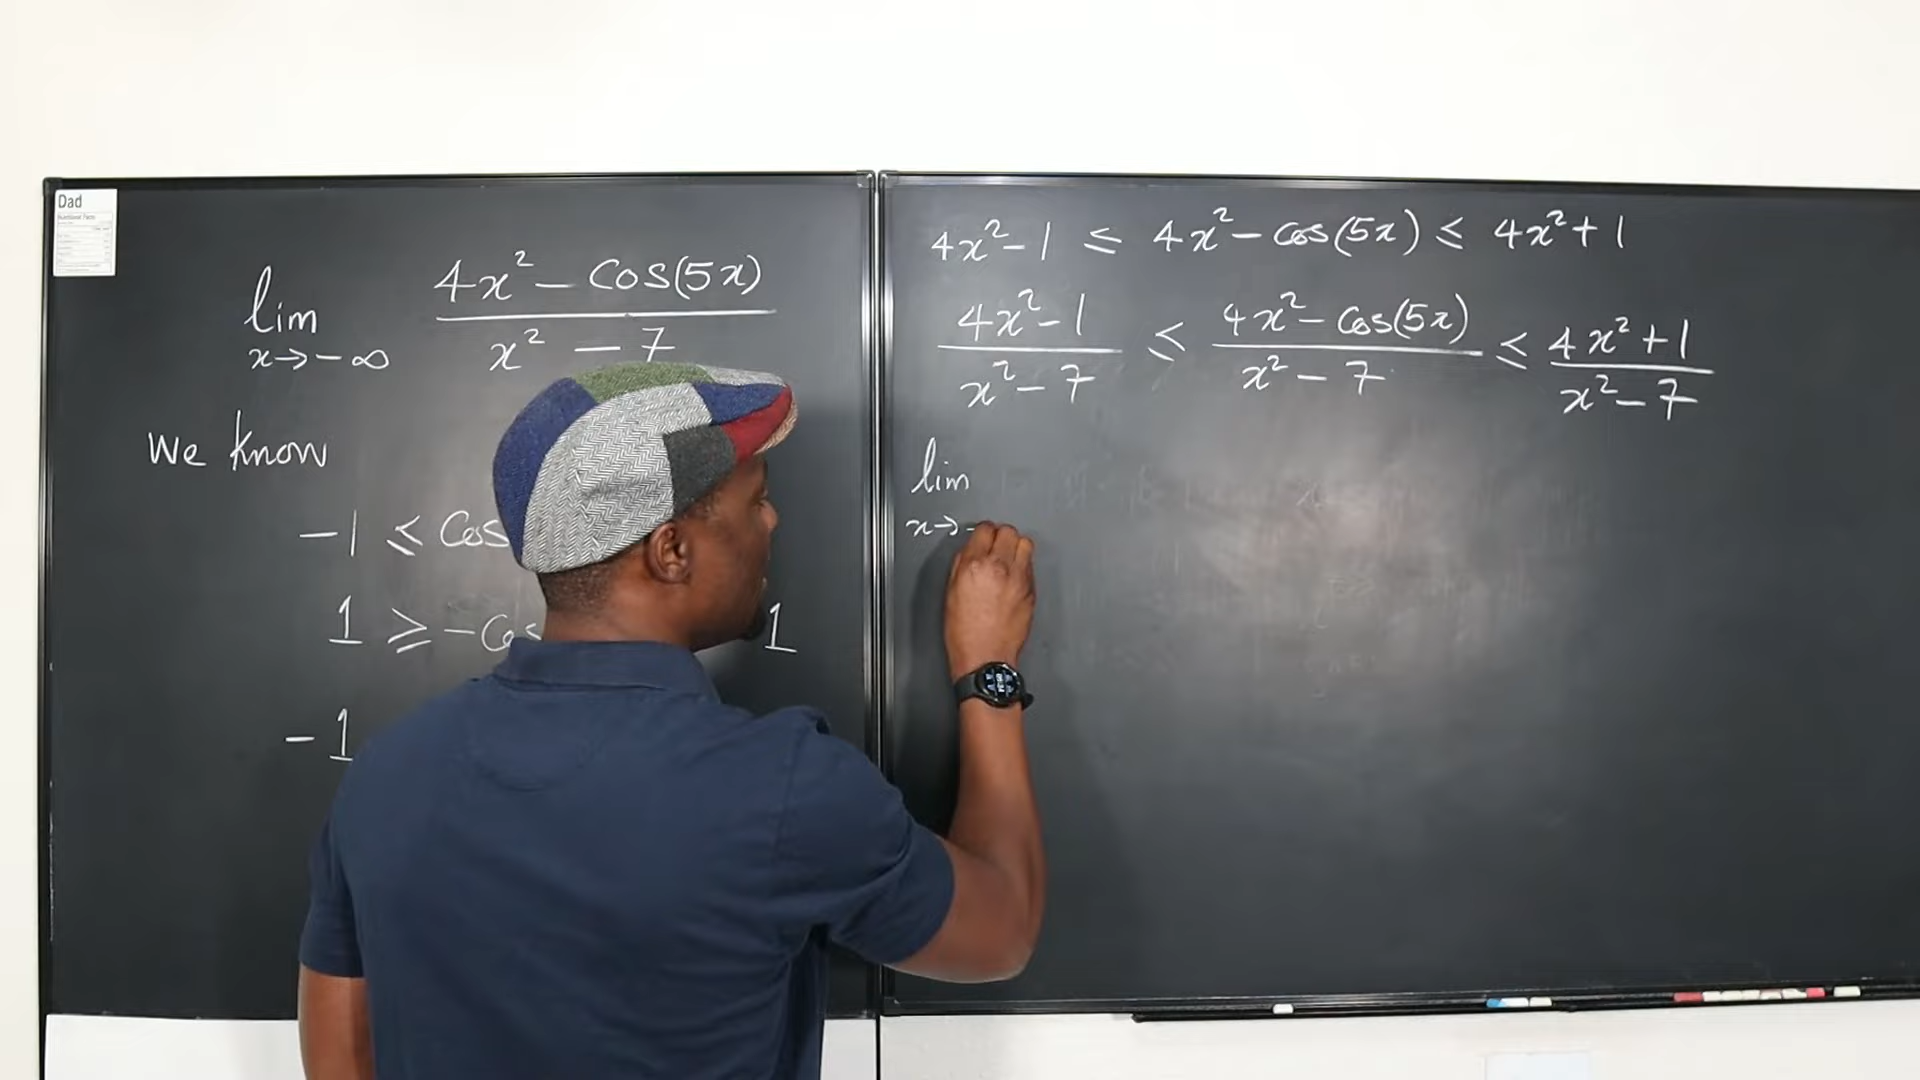 Dad
lim x→-∞ (4x² - cos(5x)) / (x² - 7)
We know
-1 ≤ cos
1 ≥ -cos 1
-1
4x² - 1 ≤ 4x² - cos(5x) ≤ 4x² + 1
(4x² - 1) / (x² - 7) ≤ (4x² - cos(5x)) / (x² - 7) ≤ (4x² + 1) / (x² - 7)
lim x→-